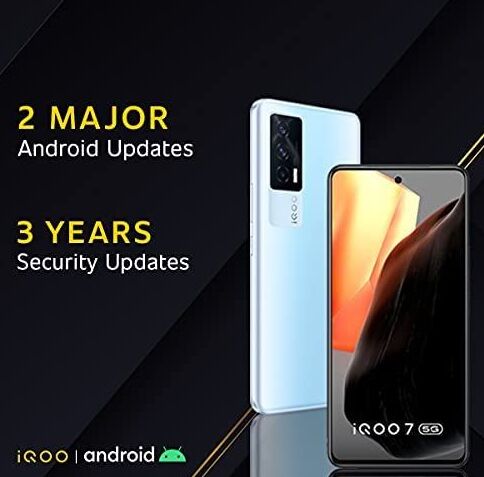 2 MAJOR
Android Updates
3 YEARS
Security Updates
iQOO
iQOO 7 5G
iQOO | android